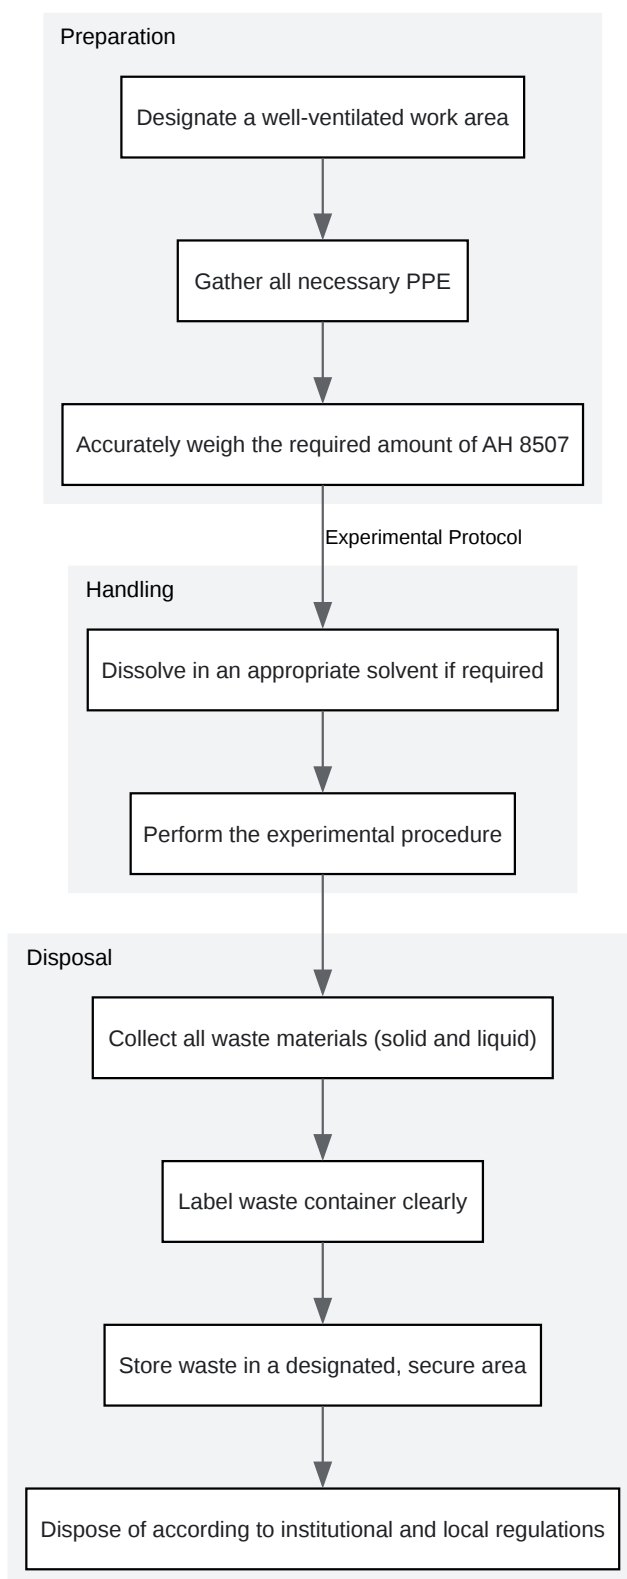 Preparation
Designate a well-ventilated work area
Gather all necessary PPE
Accurately weigh the required amount of AH 8507
Experimental Protocol
Handling
Dissolve in an appropriate solvent if required
Perform the experimental procedure
Disposal
Collect all waste materials (solid and liquid)
Label waste container clearly
Store waste in a designated, secure area
Dispose of according to institutional and local regulations